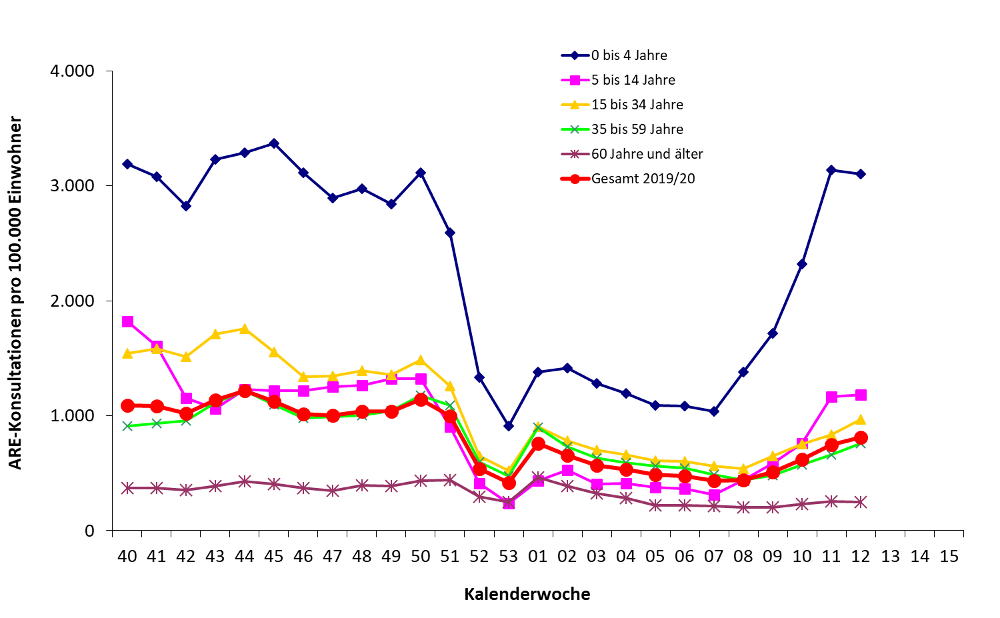 0 bis 4 Jahre
5 bis 14 Jahre
15 bis 34 Jahre
35 bis 59 Jahre
60 Jahre und älter
Gesamt 2019/20
ARE-Konsultationen pro 100.000 Einwohner
4.000
3.000
2.000
1.000
0
40 41 42 43 44 45 46 47 48 49 50 51 52 53 01 02 03 04 05 06 07 08 09 10 11 12 13 14 15
Kalenderwoche